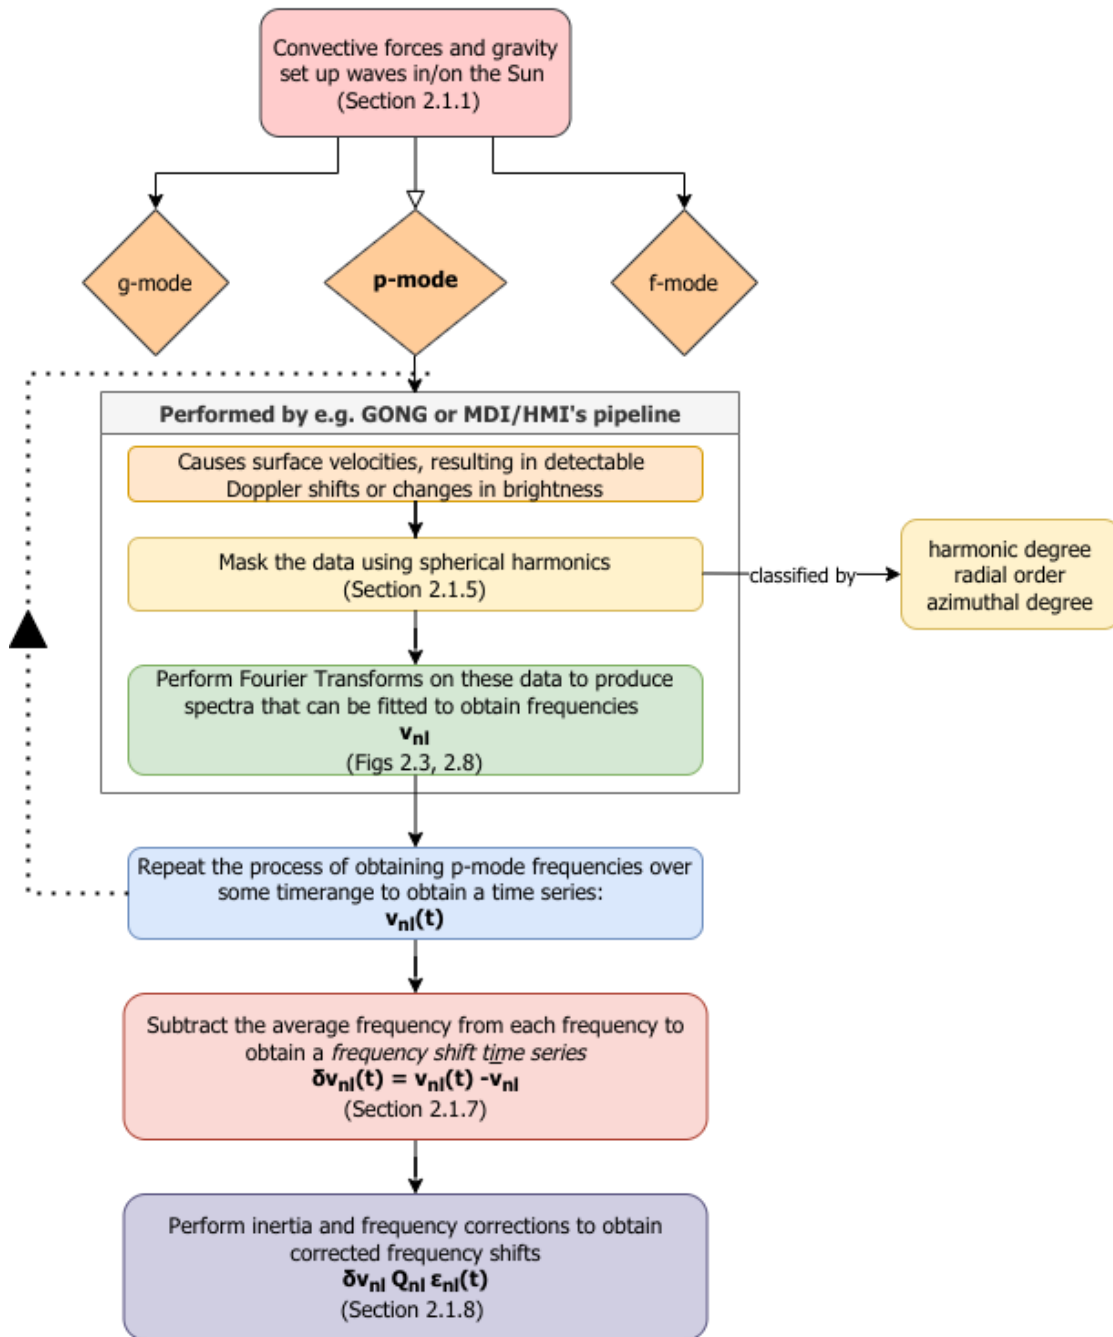 Convective forces and gravity
set up waves in/on the Sun
(Section 2.1.1)
g-mode
p-mode
f-mode
Performed by e.g. GONG or MDI/HMI's pipeline
Causes surface velocities, resulting in detectable
Doppler shifts or changes in brightness
Mask the data using spherical harmonics
(Section 2.1.5)
classified by
harmonic degree
radial order
azimuthal degree
Perform Fourier Transforms on these data to produce
spectra that can be fitted to obtain frequencies
vnl
(Figs 2.3, 2.8)
Repeat the process of obtaining p-mode frequencies over
some timerange to obtain a time series:
vnl(t)
Subtract the average frequency from each frequency to
obtain a frequency shift time series
δvnl(t) = vnl(t) -v̅nl
(Section 2.1.7)
Perform inertia and frequency corrections to obtain
corrected frequency shifts
δvnl Qnl εnl(t)
(Section 2.1.8)